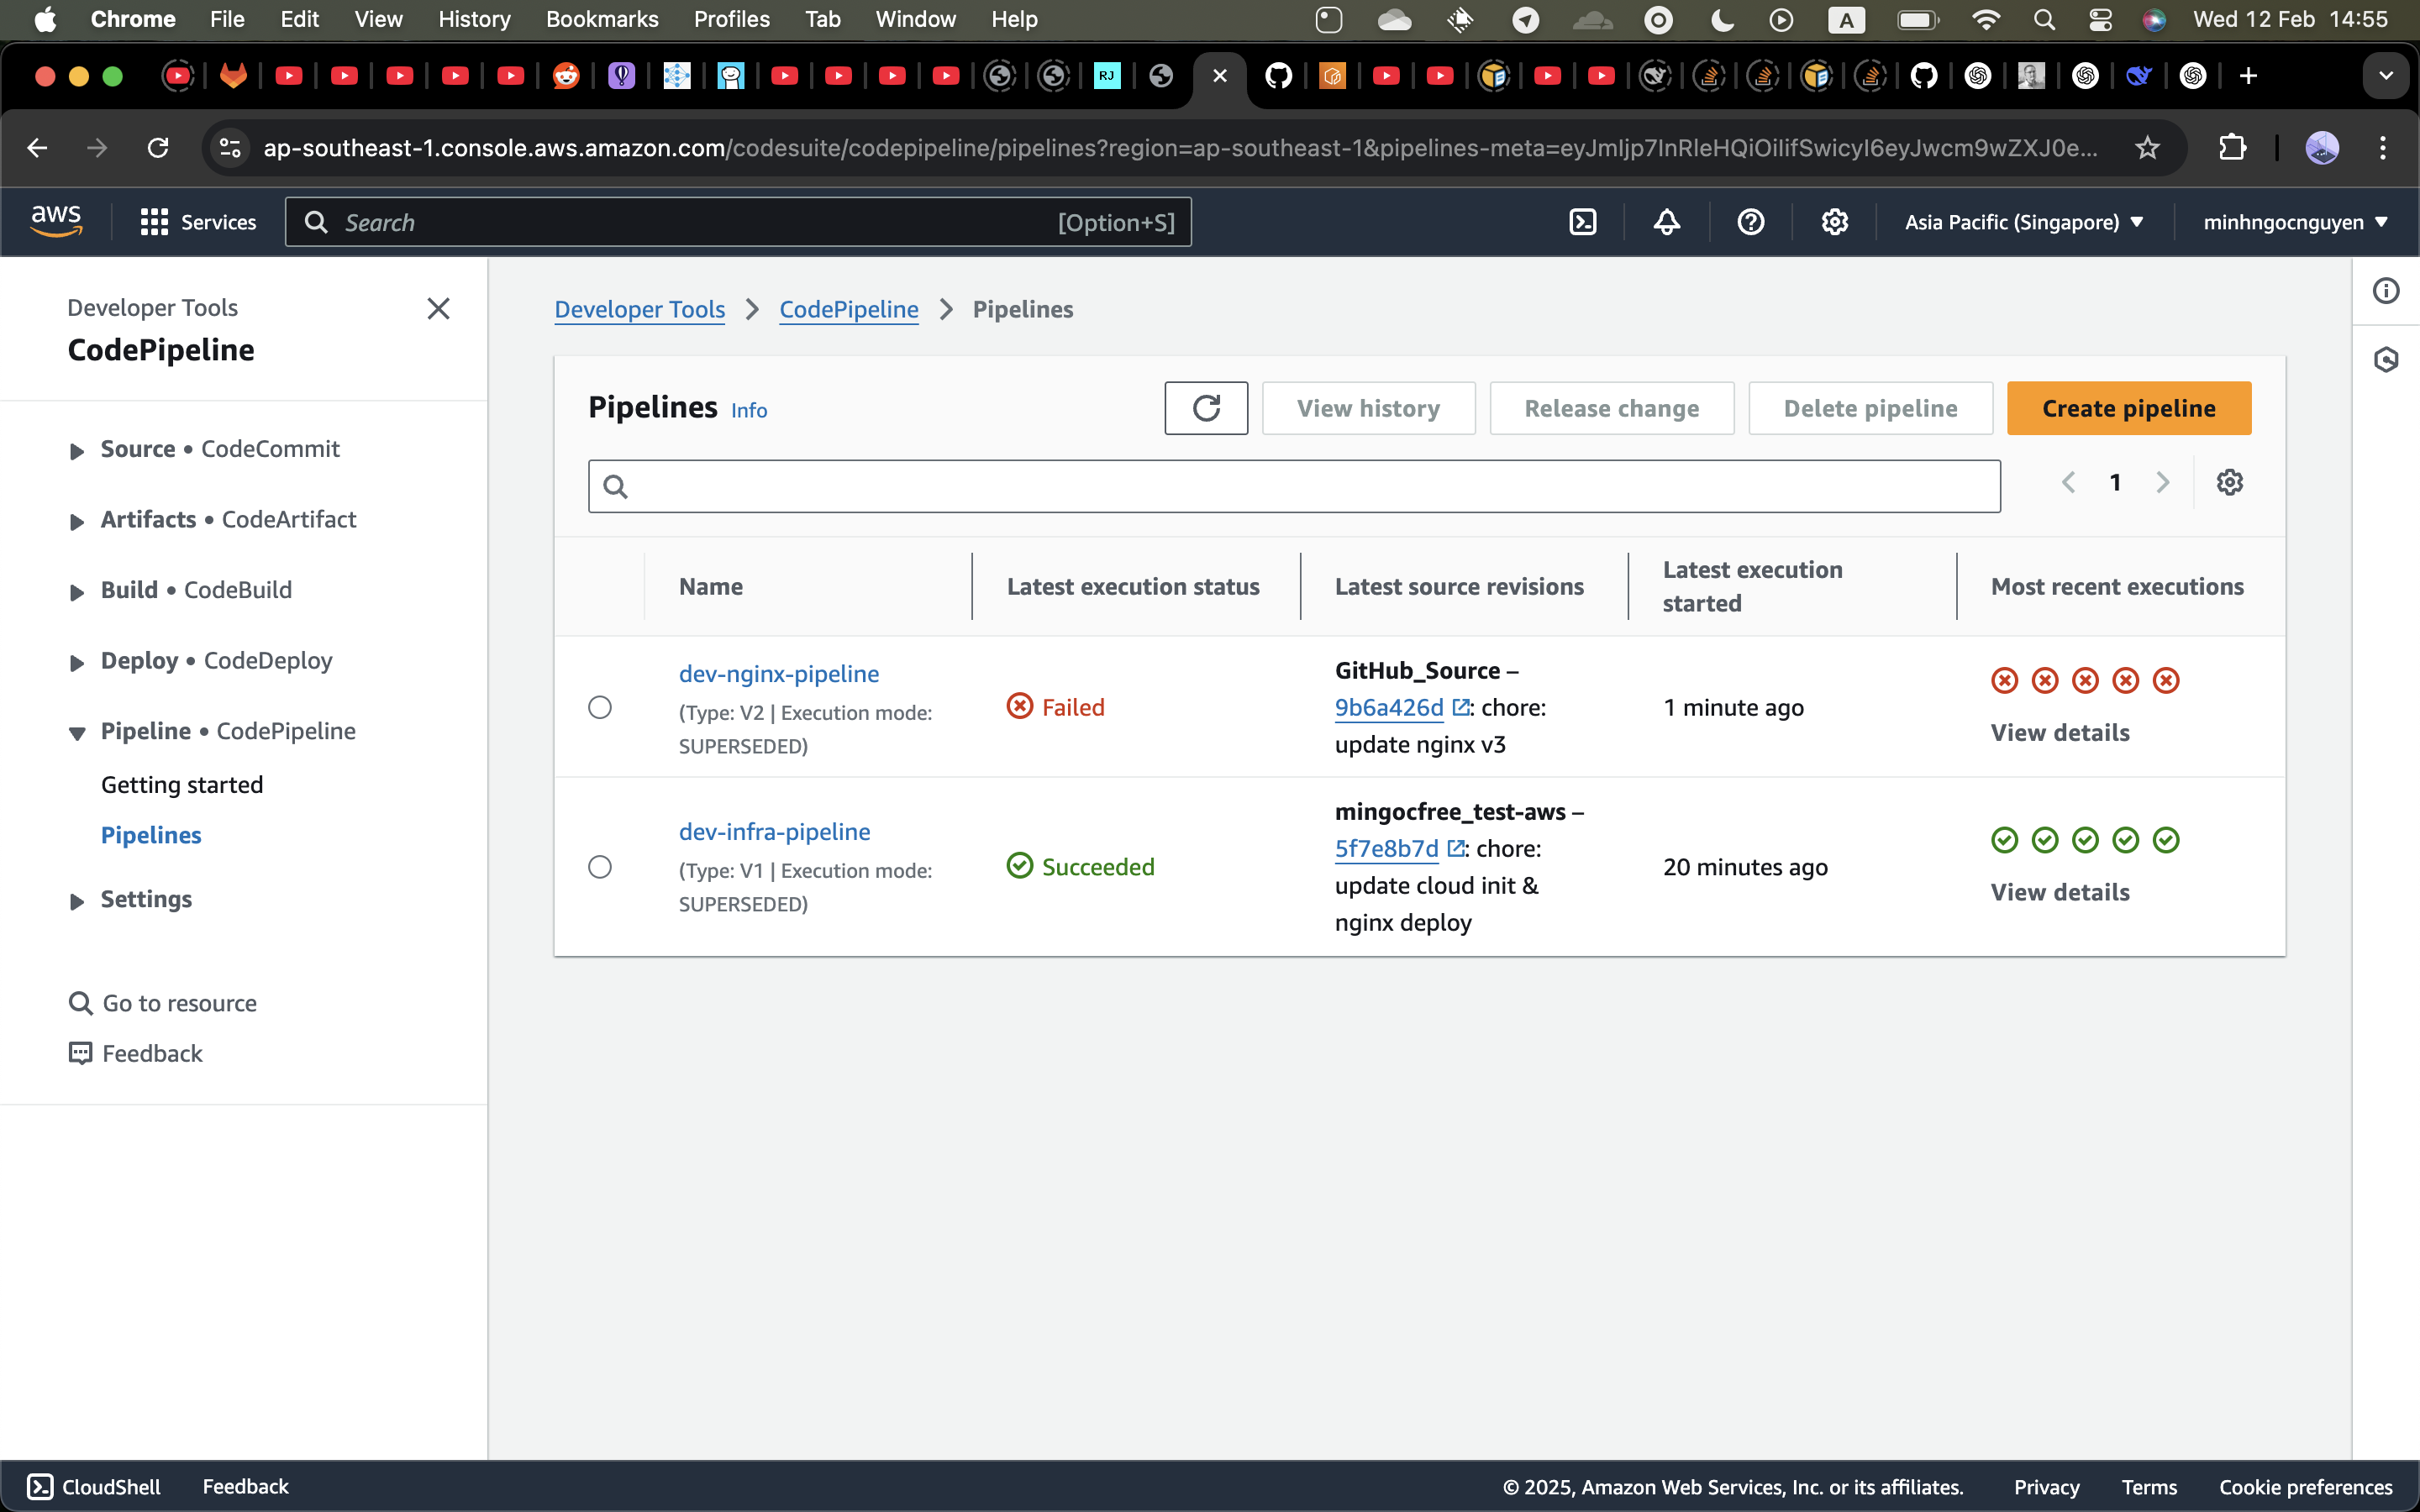 Chrome File Edit View History Bookmarks Profiles Tab Window Help A Wed 12 Feb 14:55
RJ
ap-southeast-1.console.aws.amazon.com/codesuite/codepipeline/pipelines?region=ap-southeast-1&pipelines-meta=eyJmIjp7InRleHQiOiIifSwicyI6eyJwcm9wZXJ0e...
aws Services Search [Option+S] Asia Pacific (Singapore) minhngocnguyen
Developer Tools
CodePipeline
Source • CodeCommit
Artifacts • CodeArtifact
Build • CodeBuild
Deploy • CodeDeploy
Pipeline • CodePipeline
Getting started
Pipelines
Settings
Go to resource
Feedback
Developer Tools CodePipeline Pipelines
Pipelines Info View history Release change Delete pipeline Create pipeline
1
Name Latest execution status Latest source revisions Latest execution started Most recent executions
dev-nginx-pipeline
(Type: V2 | Execution mode:
SUPERSEDED)
Failed
GitHub_Source –
9b6a426d : chore:
update nginx v3
1 minute ago
View details
dev-infra-pipeline
(Type: V1 | Execution mode:
SUPERSEDED)
Succeeded
mingocfree_test-aws –
5f7e8b7d : chore:
update cloud init &
nginx deploy
20 minutes ago
View details
CloudShell Feedback © 2025, Amazon Web Services, Inc. or its affiliates. Privacy Terms Cookie preferences